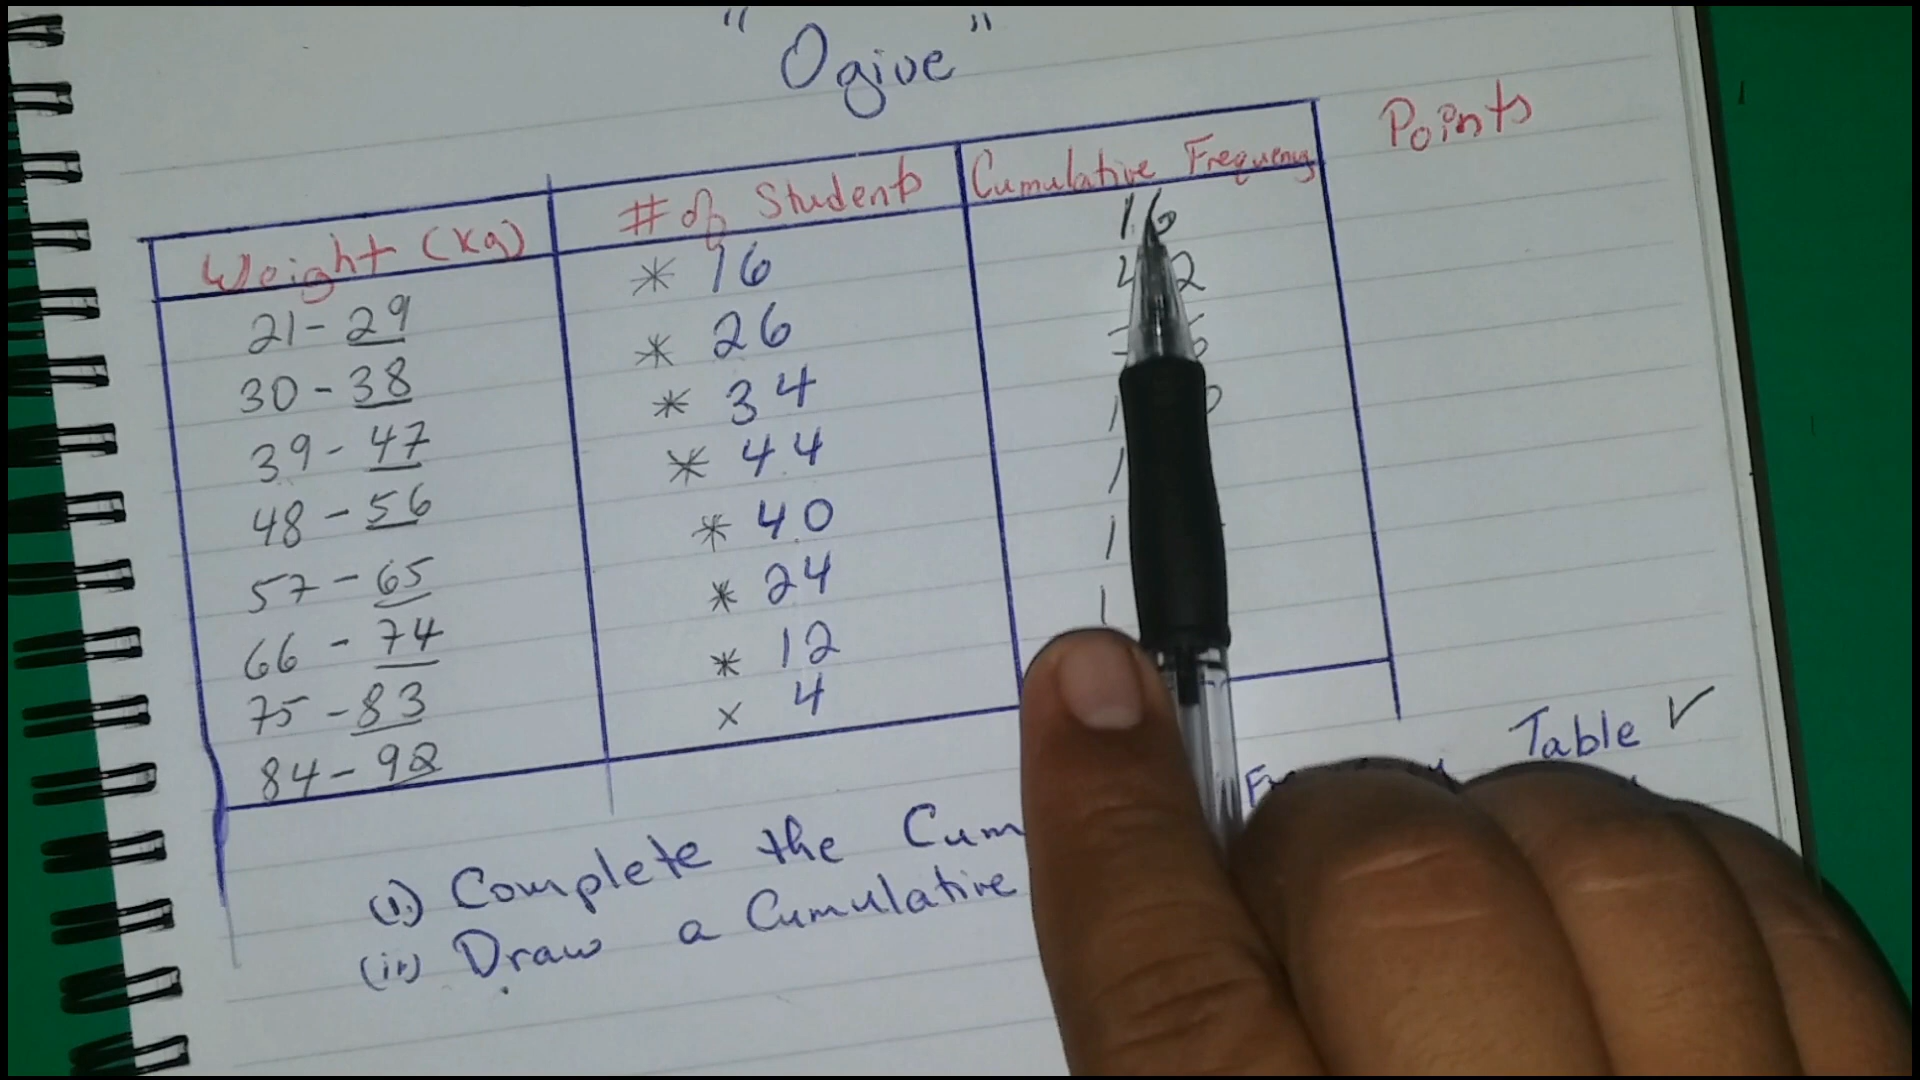 "Ogive"
Weight (Kg) # of Students Cumulative Frequency Points
21 - 29 * 16 16
30 - 38 * 26 42
39 - 47 * 34
48 - 56 * 44
57 - 65 * 40
66 - 74 * 24
75 - 83 * 12
84 - 92 x 4
(i) Complete the Table ✓
(ii) Draw a Cumulative